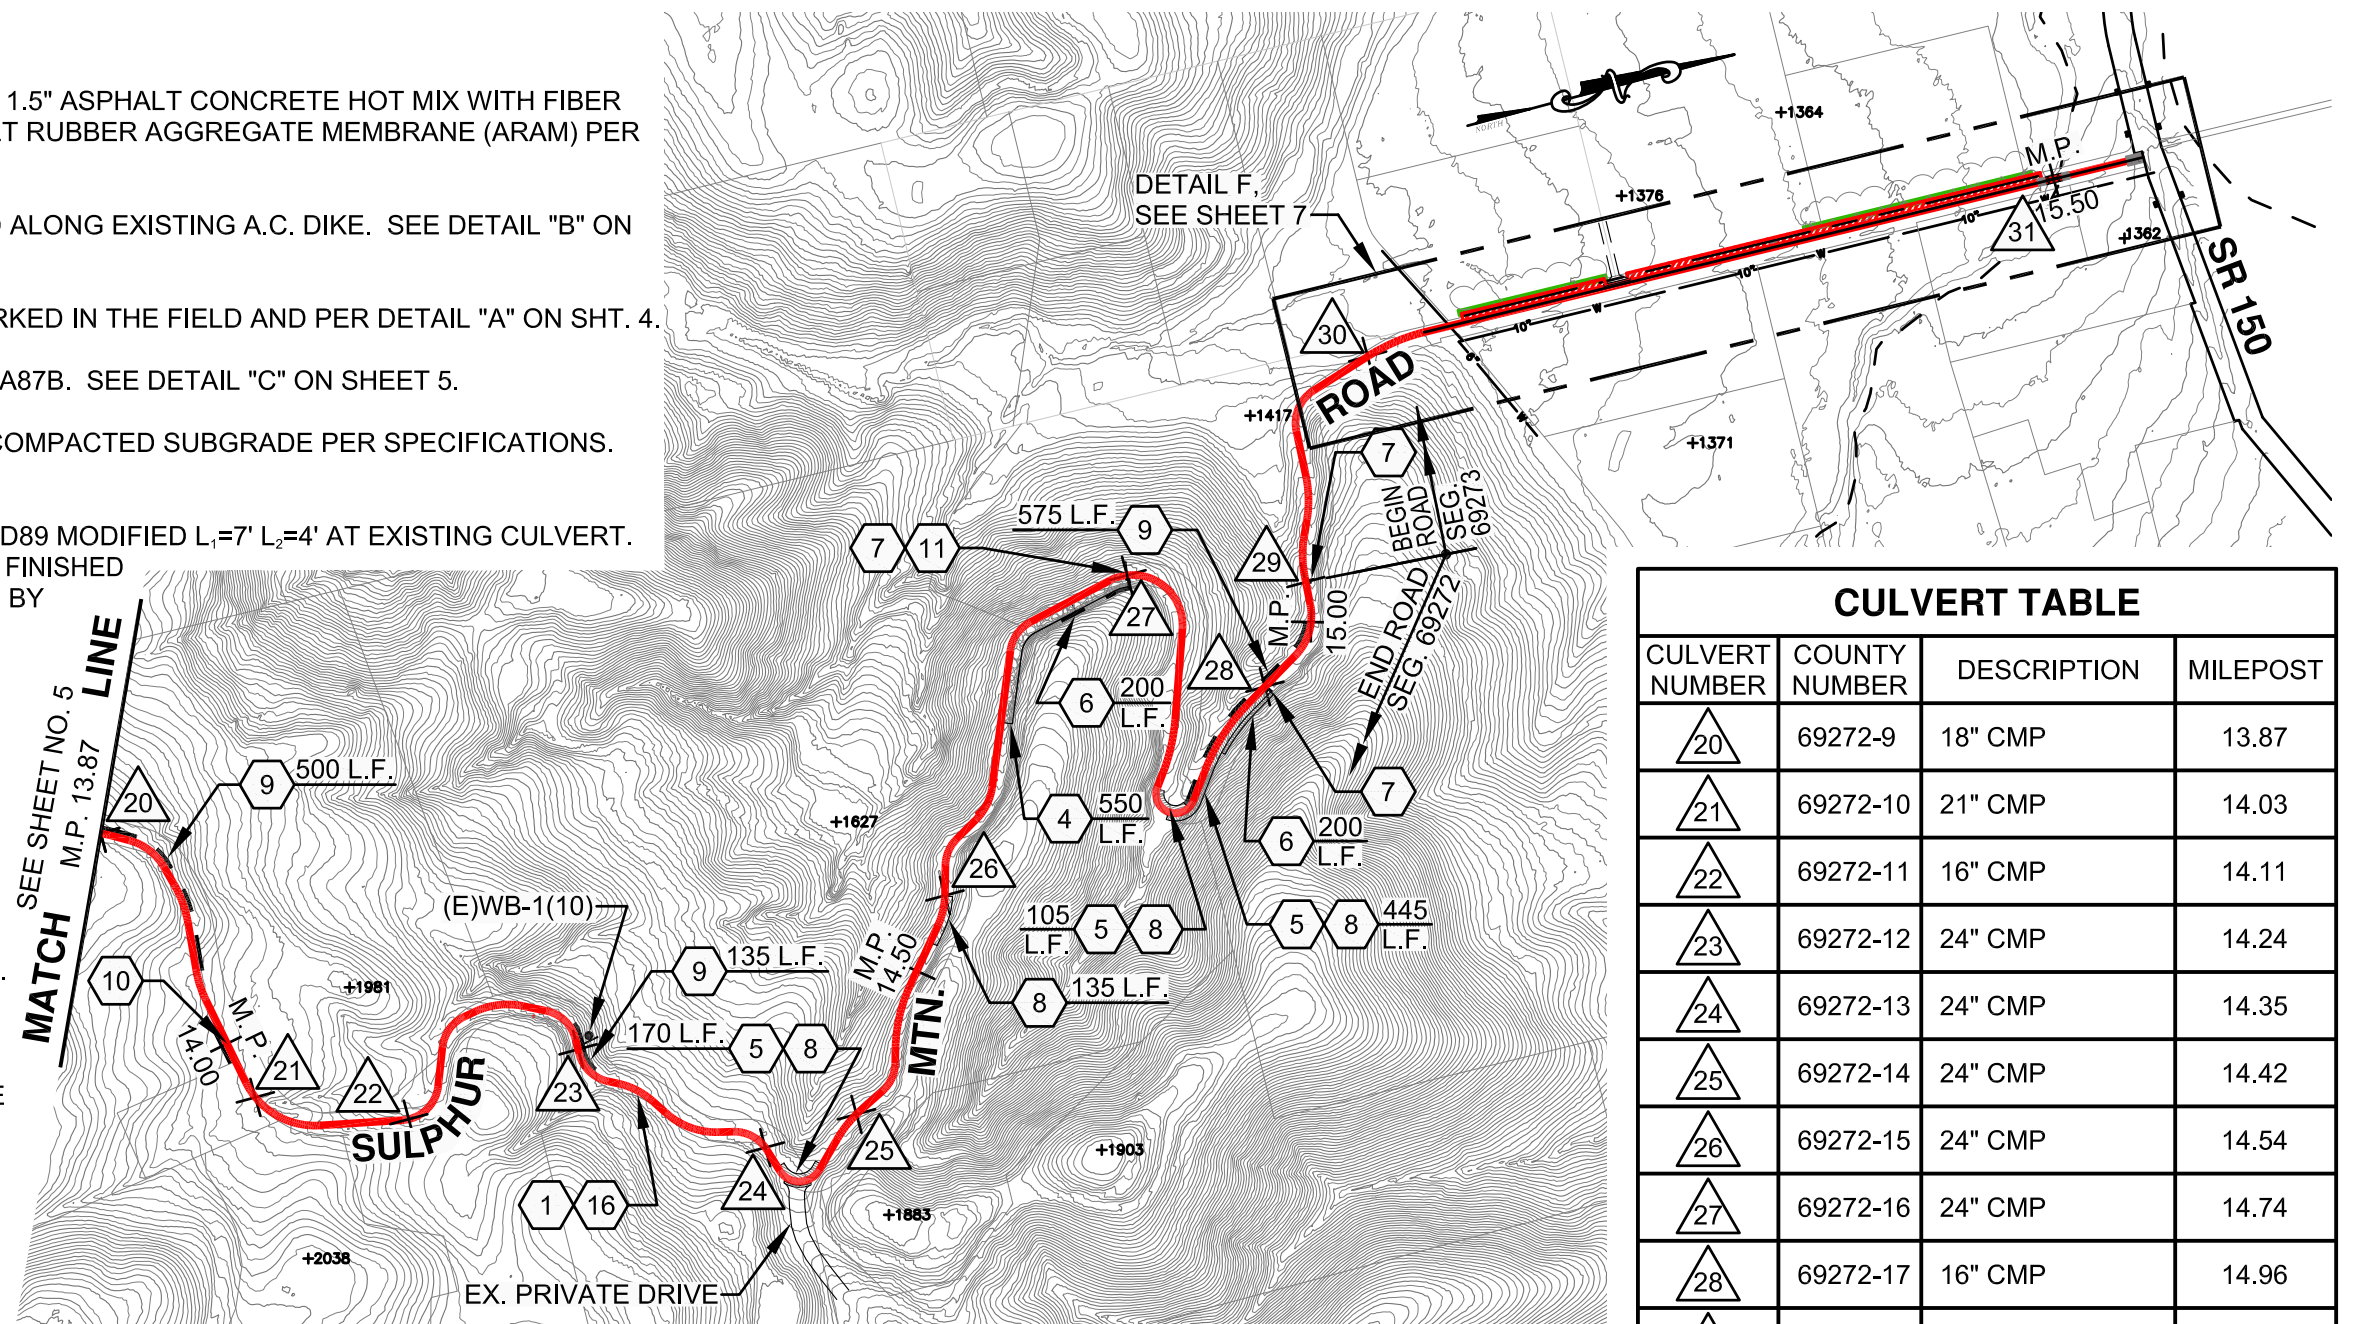 1.5" ASPHALT CONCRETE HOT MIX WITH FIBER
T RUBBER AGGREGATE MEMBRANE (ARAM) PER
ALONG EXISTING A.C. DIKE. SEE DETAIL "B" ON
RKED IN THE FIELD AND PER DETAIL "A" ON SHT. 4.
A87B. SEE DETAIL "C" ON SHEET 5.
COMPACTED SUBGRADE PER SPECIFICATIONS.
D89 MODIFIED L₁=7' L₂=4' AT EXISTING CULVERT.
FINISHED
BY
MATCH LINE
SEE SHEET NO. 5
M.P. 13.87
20
9
500 L.F.
10
M.P.
14.00
21
22
+1981
SULPHUR
(E)WB-1(10)
9
135 L.F.
170 L.F.
5
8
23
1
16
24
25
+2038
+1883
+1903
EX. PRIVATE DRIVE
M.P.
14.50
MTN.
+1627
26
8
135 L.F.
7
11
575 L.F.
9
27
6
200
L.F.
4
550
L.F.
105
L.F.
5
8
5
8
445
L.F.
6
200
L.F.
7
28
29
M.P.
15.00
END ROAD
SEG. 69272
BEGIN
ROAD
SEG.
69273
7
+1417
ROAD
30
DETAIL F,
SEE SHEET 7
NORTH
+1364
+1376
+1371
+1362
M.P.
15.50
31
SR 150
10"
W
10"
W
10"
W
6"
W
CULVERT TABLE
CULVERT NUMBER
COUNTY NUMBER
DESCRIPTION
MILEPOST
20 69272-9 18" CMP 13.87
21 69272-10 21" CMP 14.03
22 69272-11 16" CMP 14.11
23 69272-12 24" CMP 14.24
24 69272-13 24" CMP 14.35
25 69272-14 24" CMP 14.42
26 69272-15 24" CMP 14.54
27 69272-16 24" CMP 14.74
28 69272-17 16" CMP 14.96